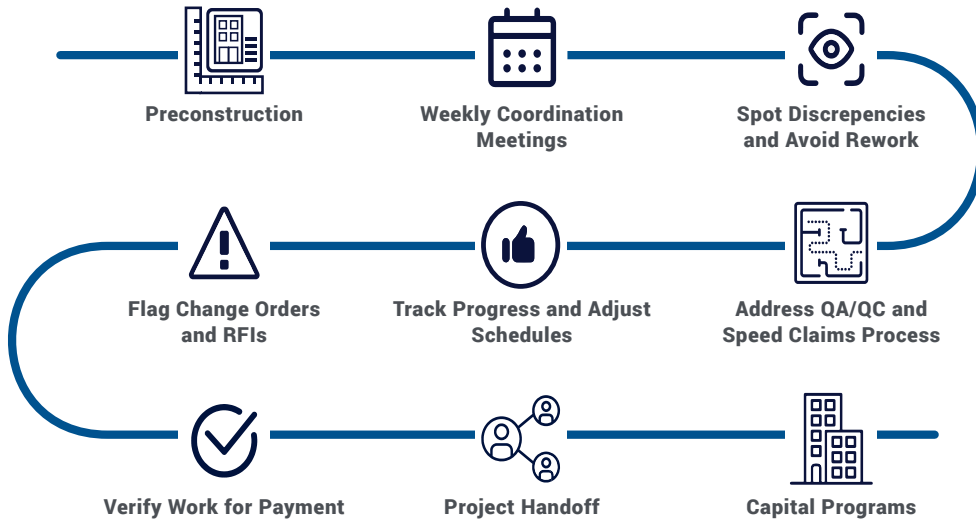 Preconstruction
Weekly Coordination
Meetings
Spot Discrepencies
and Avoid Rework
Flag Change Orders
and RFIs
Track Progress and Adjust
Schedules
Address QA/QC and
Speed Claims Process
Verify Work for Payment
Project Handoff
Capital Programs